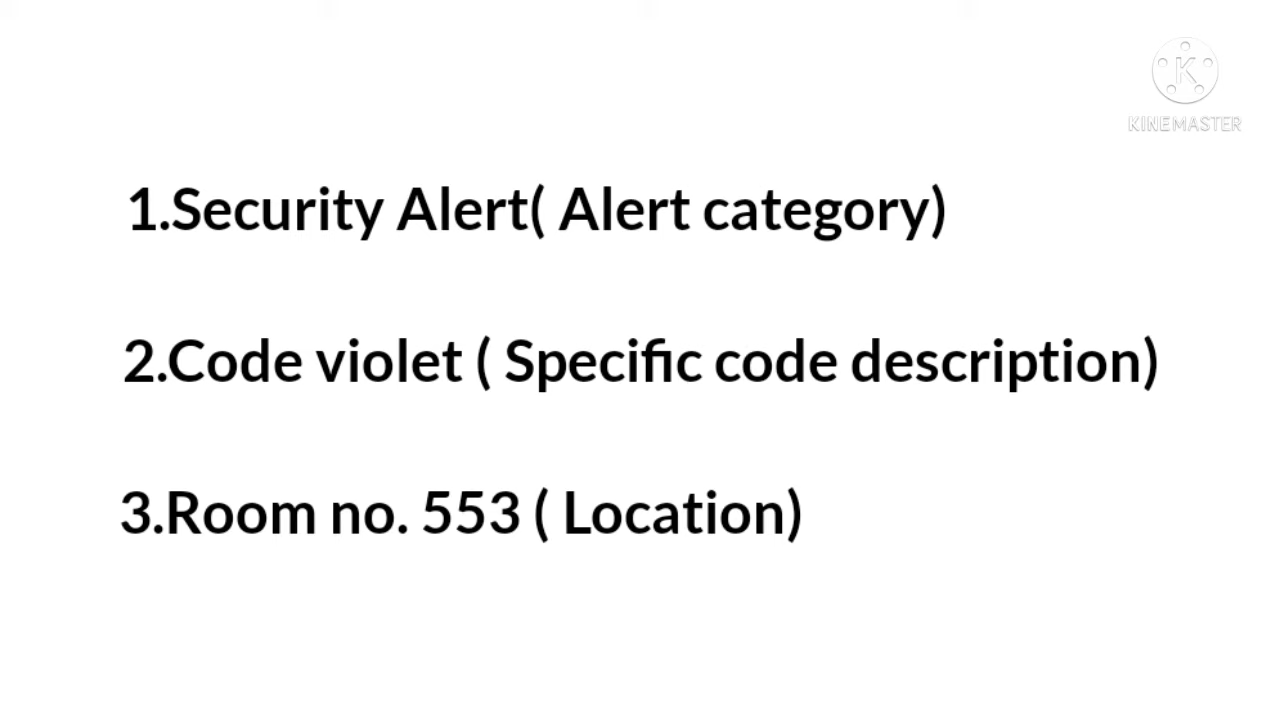 KINEMASTER
1.Security Alert( Alert category)
2.Code violet ( Specific code description)
3.Room no. 553 ( Location)